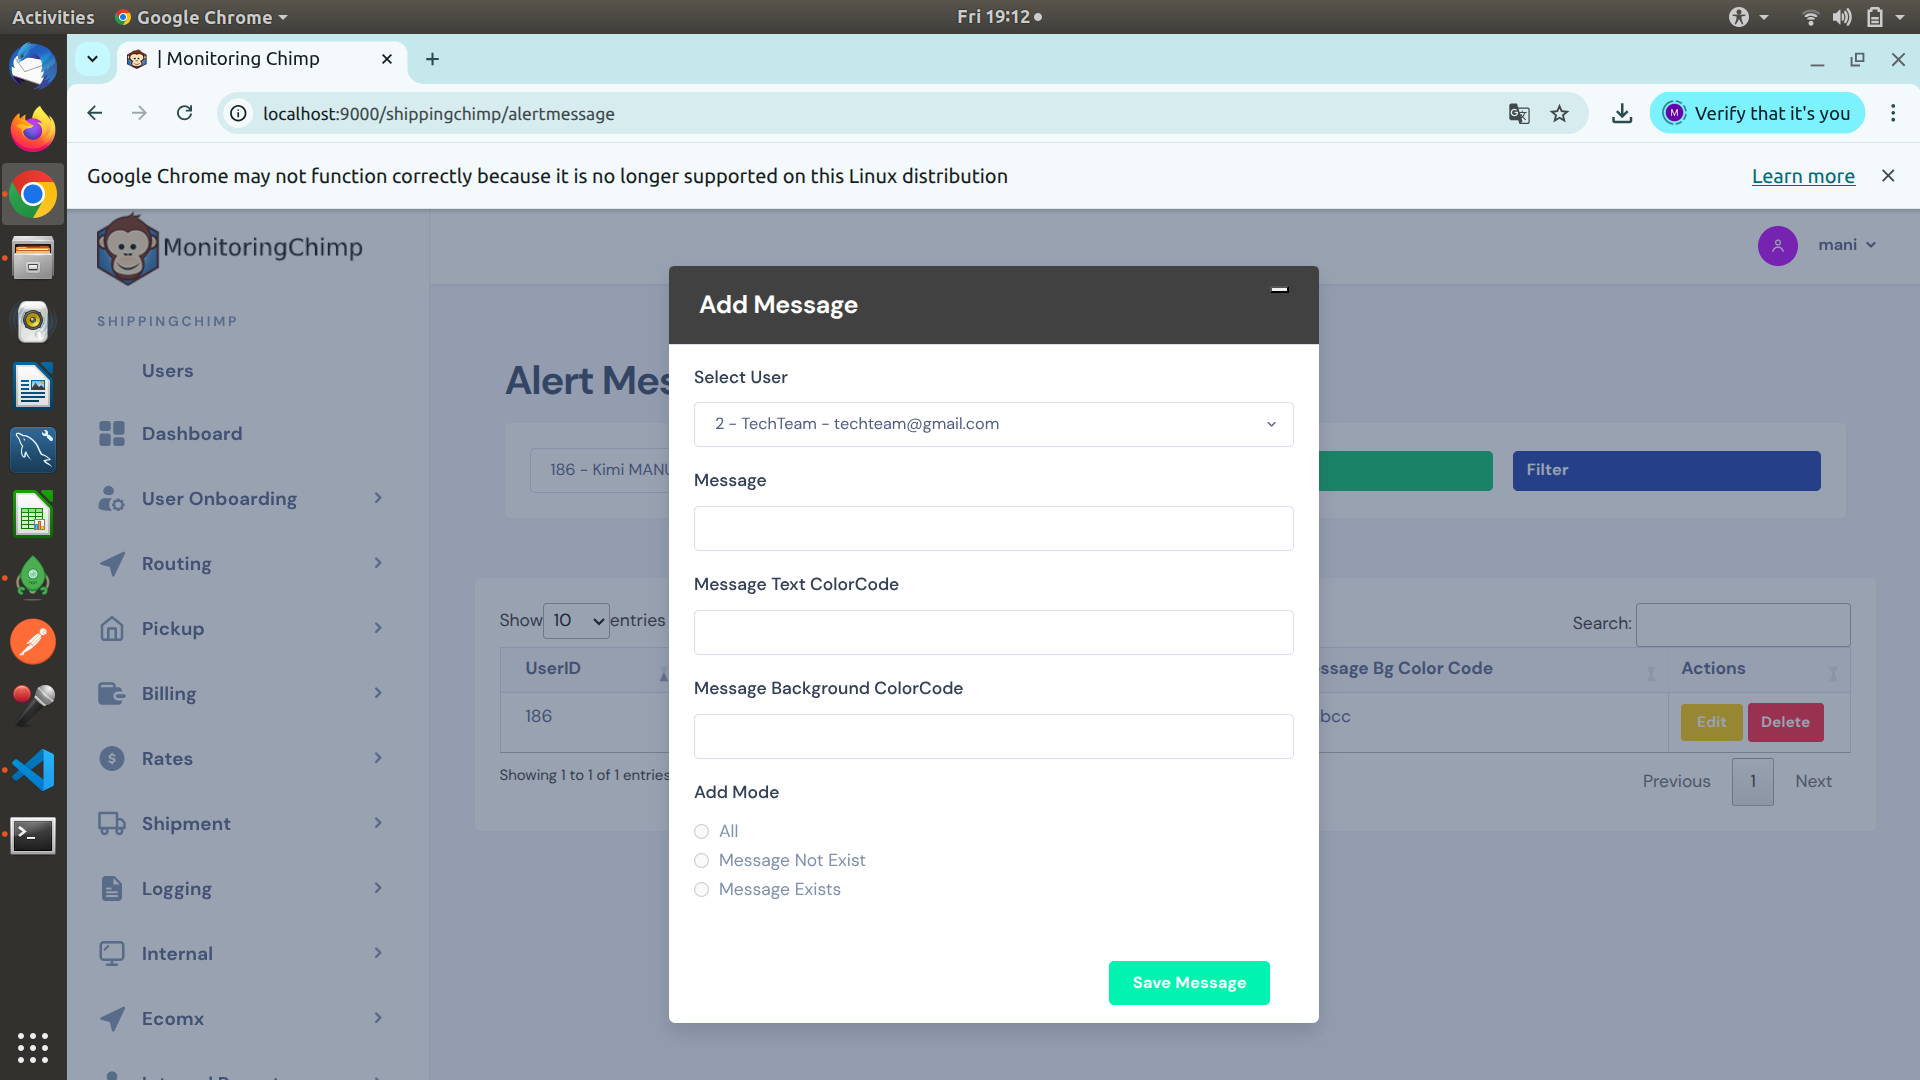 Activities
Google Chrome
Fri 19:12
| Monitoring Chimp
localhost:9000/shippingchimp/alertmessage
Verify that it's you
Google Chrome may not function correctly because it is no longer supported on this Linux distribution
Learn more
MonitoringChimp
mani
SHIPPINGCHIMP
Users
Dashboard
User Onboarding
Routing
Pickup
Billing
Rates
Shipment
Logging
Internal
Ecomx
Alert Mes
186 - Kimi MANU
Filter
Show 10 entries
Search:
UserID
ssage Bg Color Code
Actions
186
bcc
Edit
Delete
Showing 1 to 1 of 1 entries
Previous
1
Next
Add Message
Select User
2 - TechTeam - techteam@gmail.com
Message
Message Text ColorCode
Message Background ColorCode
Add Mode
All
Message Not Exist
Message Exists
Save Message